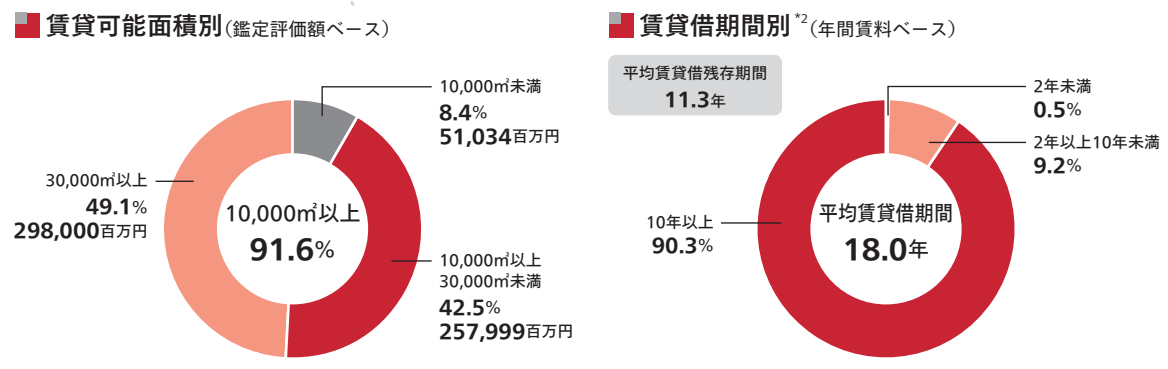 賃貸可能面積別(鑑定評価額ベース)
10,000㎡未満
8.4%
51,034百万円
30,000㎡以上
49.1%
298,000百万円
10,000㎡以上
91.6%
10,000㎡以上
30,000㎡未満
42.5%
257,999百万円
賃貸借期間別*2(年間賃料ベース)
平均賃貸借残存期間
11.3年
2年未満
0.5%
2年以上10年未満
9.2%
10年以上
90.3%
平均賃貸借期間
18.0年